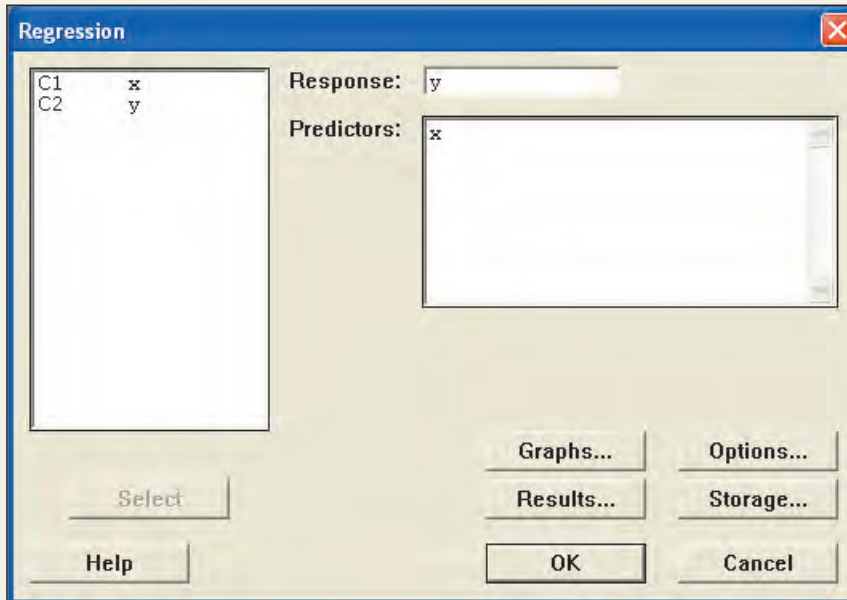 Regression
C1 x
C2 y
Response: y
Predictors: x
Graphs... Options...
Select Results... Storage...
Help OK Cancel